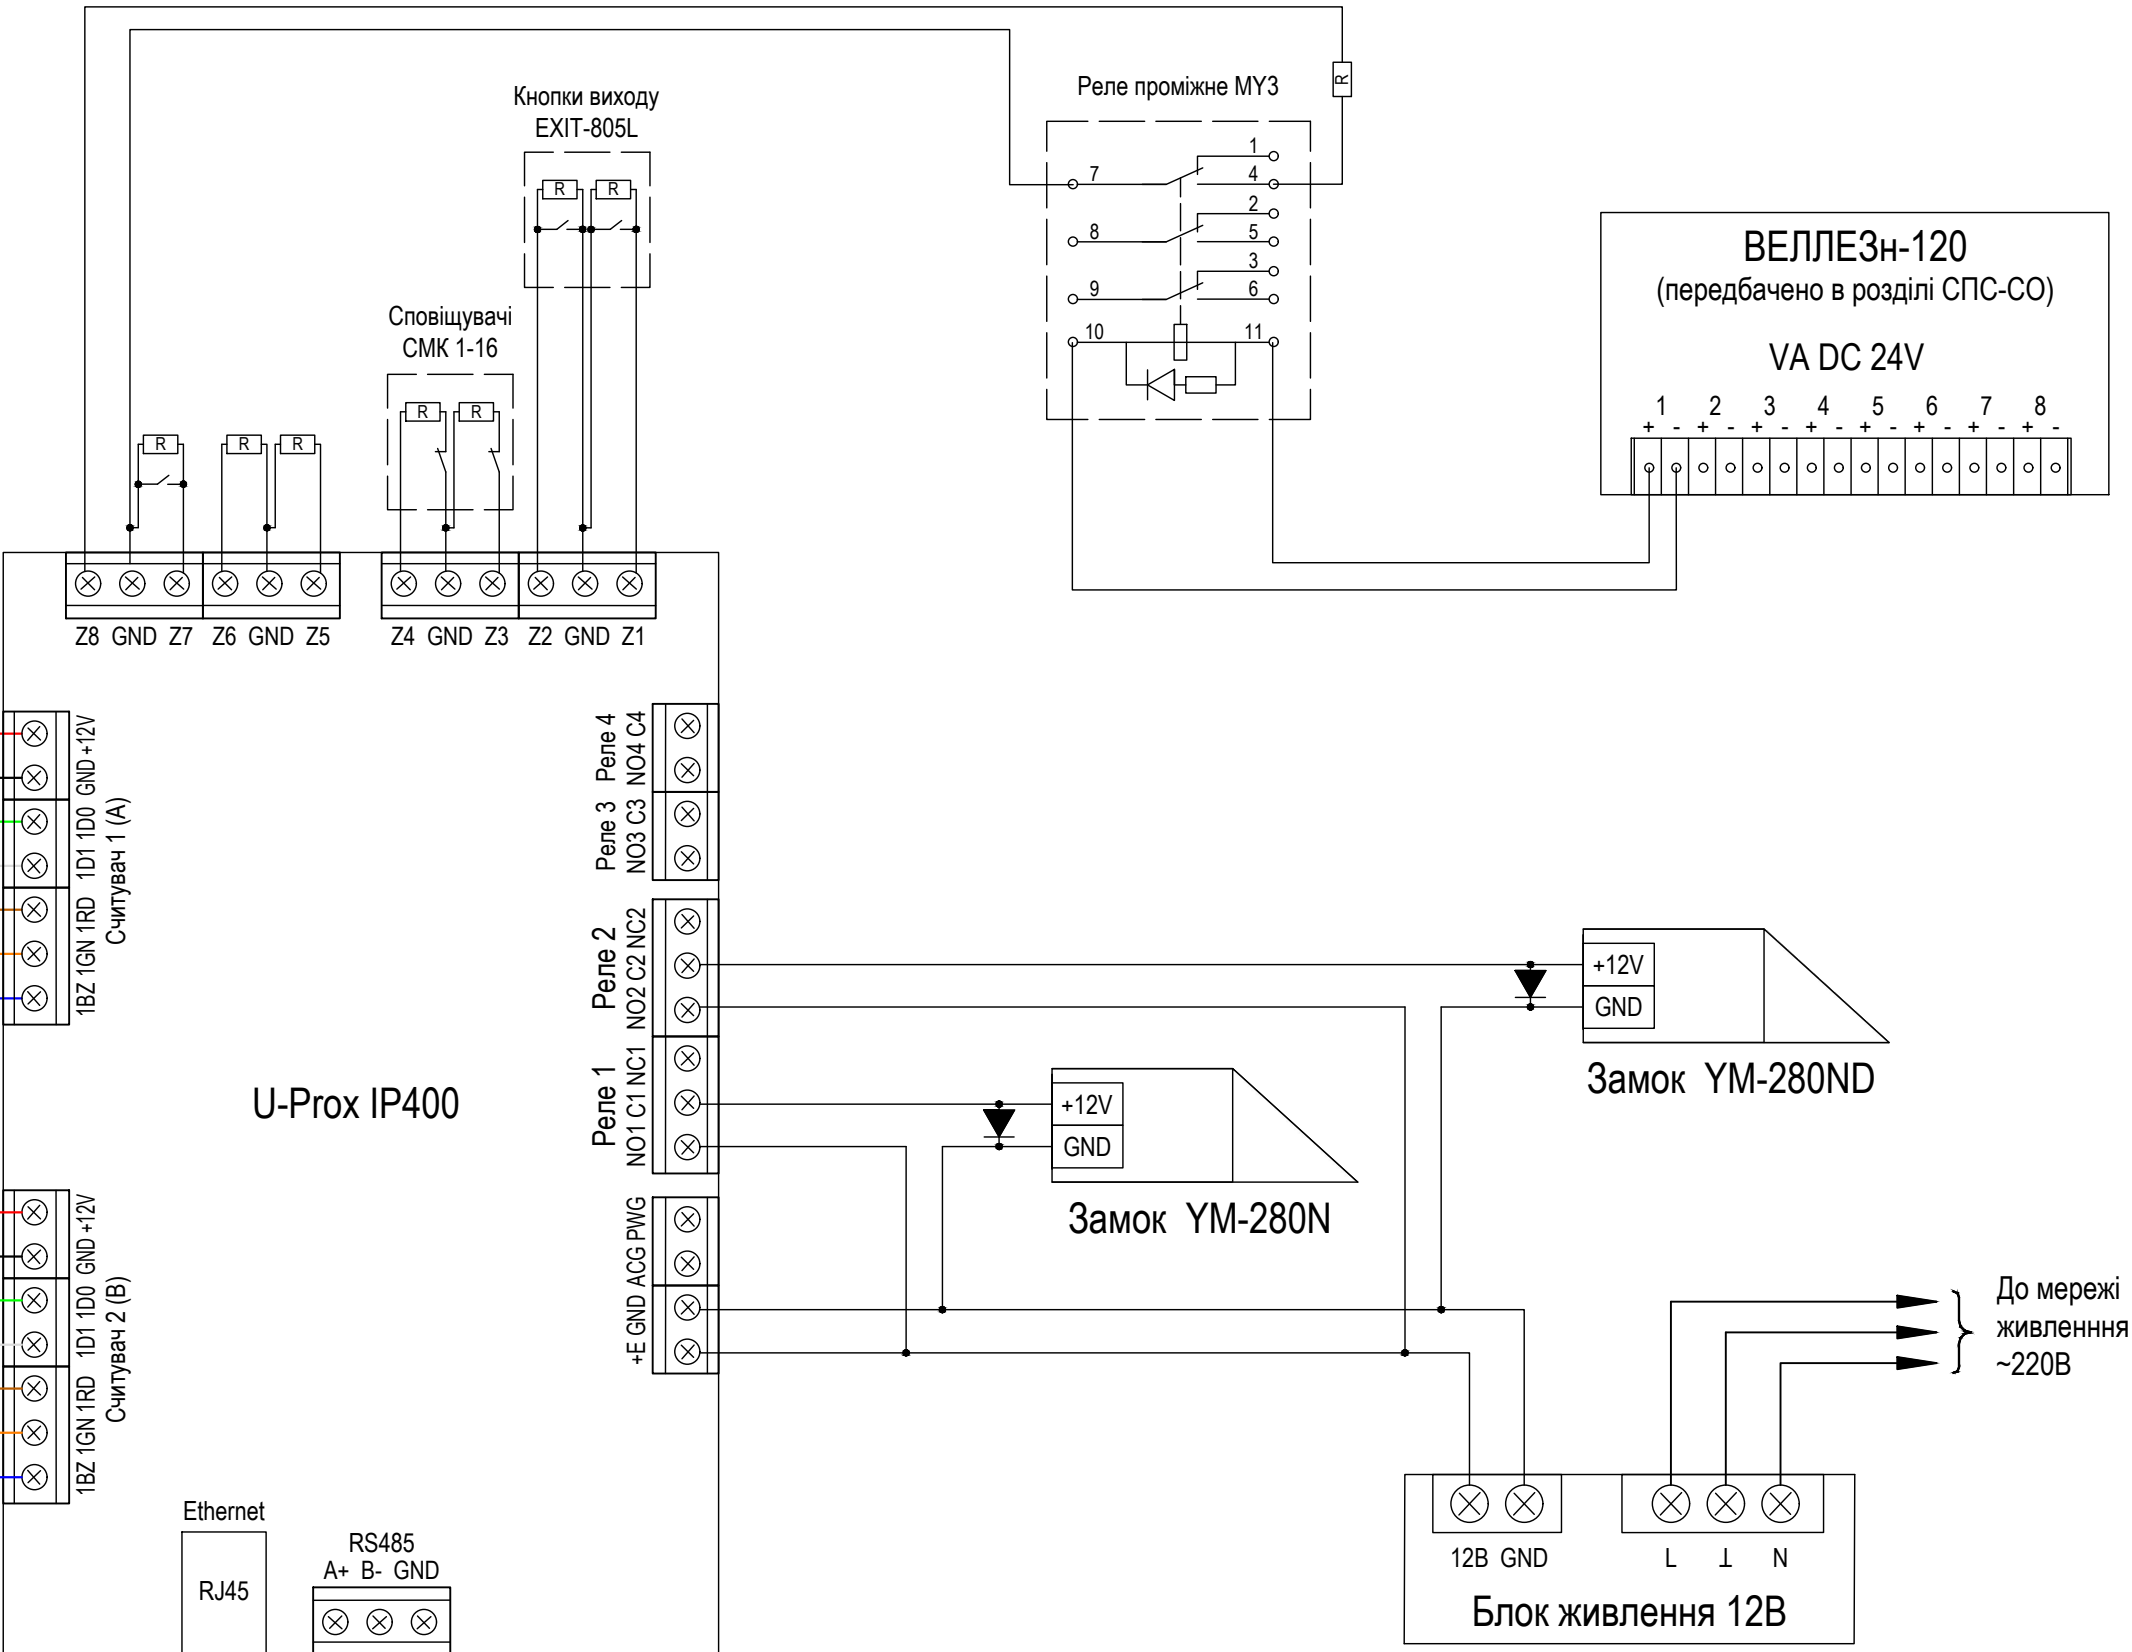 Реле проміжне MY3
R
Кнопки виходу
EXIT-805L
R R
1
7 4
2
8 5
3
9 6
10 11
Сповіщувачі
СМК 1-16
R R
R
R R
ВЕЛЛЕЗн-120
(передбачено в розділі СПС-СО)
VA DC 24V
1 2 3 4 5 6 7 8
+ - + - + - + - + - + - + - + -
Z8 GND Z7 Z6 GND Z5 Z4 GND Z3 Z2 GND Z1
1BZ 1GN 1RD 1D1 1D0 GND +12V
Считувач 1 (A)
Реле 4
NO4 C4
Реле 3
NO3 C3
Реле 2
NO2 C2 NC2
Реле 1
NO1 C1 NC1
+E GND ACG PWG
U-Prox IP400
+12V
GND
Замок YM-280ND
+12V
GND
Замок YM-280N
1BZ 1GN 1RD 1D1 1D0 GND +12V
Считувач 2 (B)
До мережі
живленння
~220В
Ethernet
RJ45
RS485
A+ B- GND
12В GND L ⊥ N
Блок живлення 12В